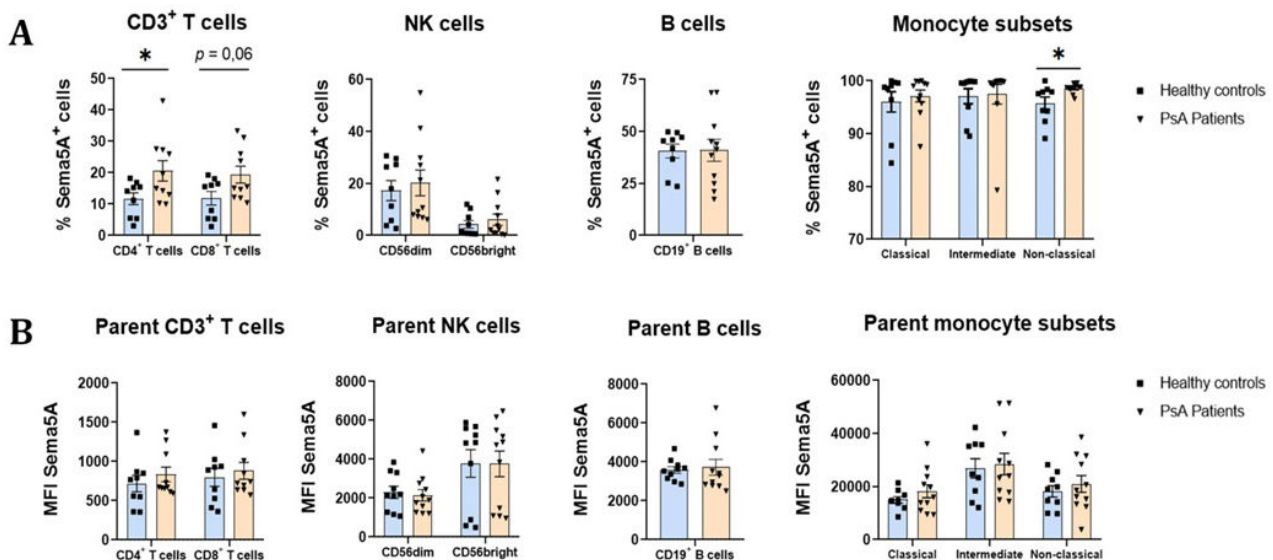 A
CD3⁺ T cells
NK cells
B cells
Monocyte subsets
*
p = 0,06
*
% Sema5A⁺ cells
50
40
30
20
10
0
CD4⁺ T cells
CD8⁺ T cells
% Sema5A⁺ cells
60
40
20
0
CD56dim
CD56bright
% Sema5A⁺ cells
75
50
25
0
CD19⁺ B cells
% Sema5A⁺ cells
100
90
80
70
Classical
Intermediate
Non-classical
Healthy controls
PsA Patients
B
Parent CD3⁺ T cells
Parent NK cells
Parent B cells
Parent monocyte subsets
MFI Sema5A
2000
1500
1000
500
0
CD4⁺ T cells
CD8⁺ T cells
MFI Sema5A
8000
6000
4000
2000
0
CD56dim
CD56bright
MFI Sema5A
8000
6000
4000
2000
0
CD19⁺ B cells
MFI Sema5A
60000
40000
20000
0
Classical
Intermediate
Non-classical
Healthy controls
PsA Patients